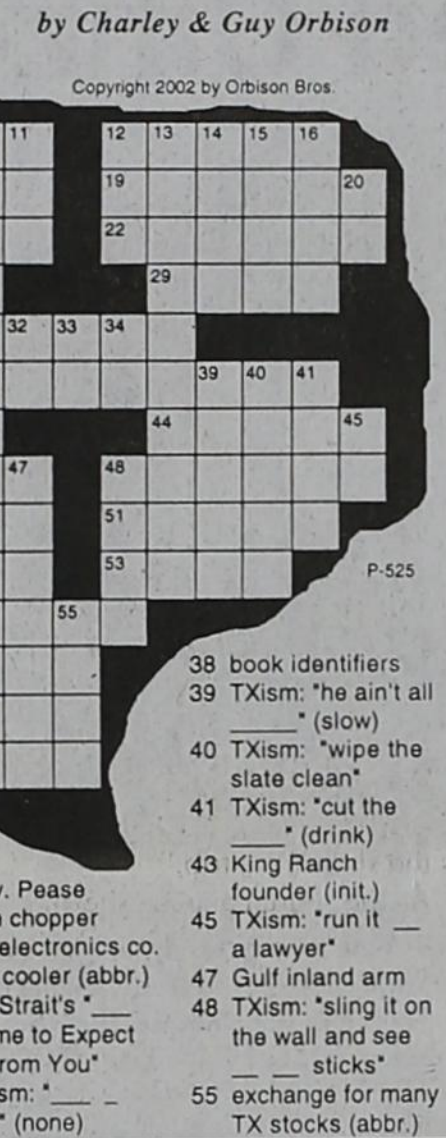 by Charley & Guy Orbison
Copyright 2002 by Orbison Bros.
11 12 13 14 15 16
19 20
22
29
32 33 34
39 40 41
44 45
47 48
51
53
P-525
55
. Pease
chopper
electronics co.
cooler (abbr.)
Strait's "___
me to Expect
From You"
"___ _
" (none)
38 book identifiers
39 TXism: "he ain't all
_____" (slow)
40 TXism: "wipe the
slate clean"
41 TXism: "cut the
____" (drink)
43 King Ranch
founder (init.)
45 TXism: "run it __
a lawyer"
47 Gulf inland arm
48 TXism: "sling it on
the wall and see
__ __ sticks"
55 exchange for many
TX stocks (abbr.)